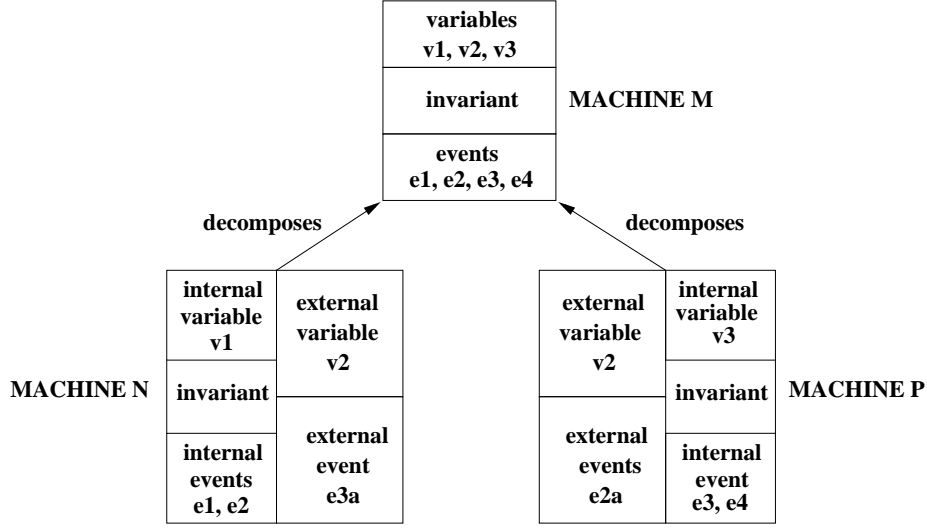 variables
v1, v2, v3
invariant
MACHINE M
events
e1, e2, e3, e4
decomposes
decomposes
internal
variable
v1
external
variable
v2
MACHINE N
invariant
internal
events
e1, e2
external
event
e3a
external
variable
v2
internal
variable
v3
invariant
MACHINE P
external
events
e2a
internal
event
e3, e4